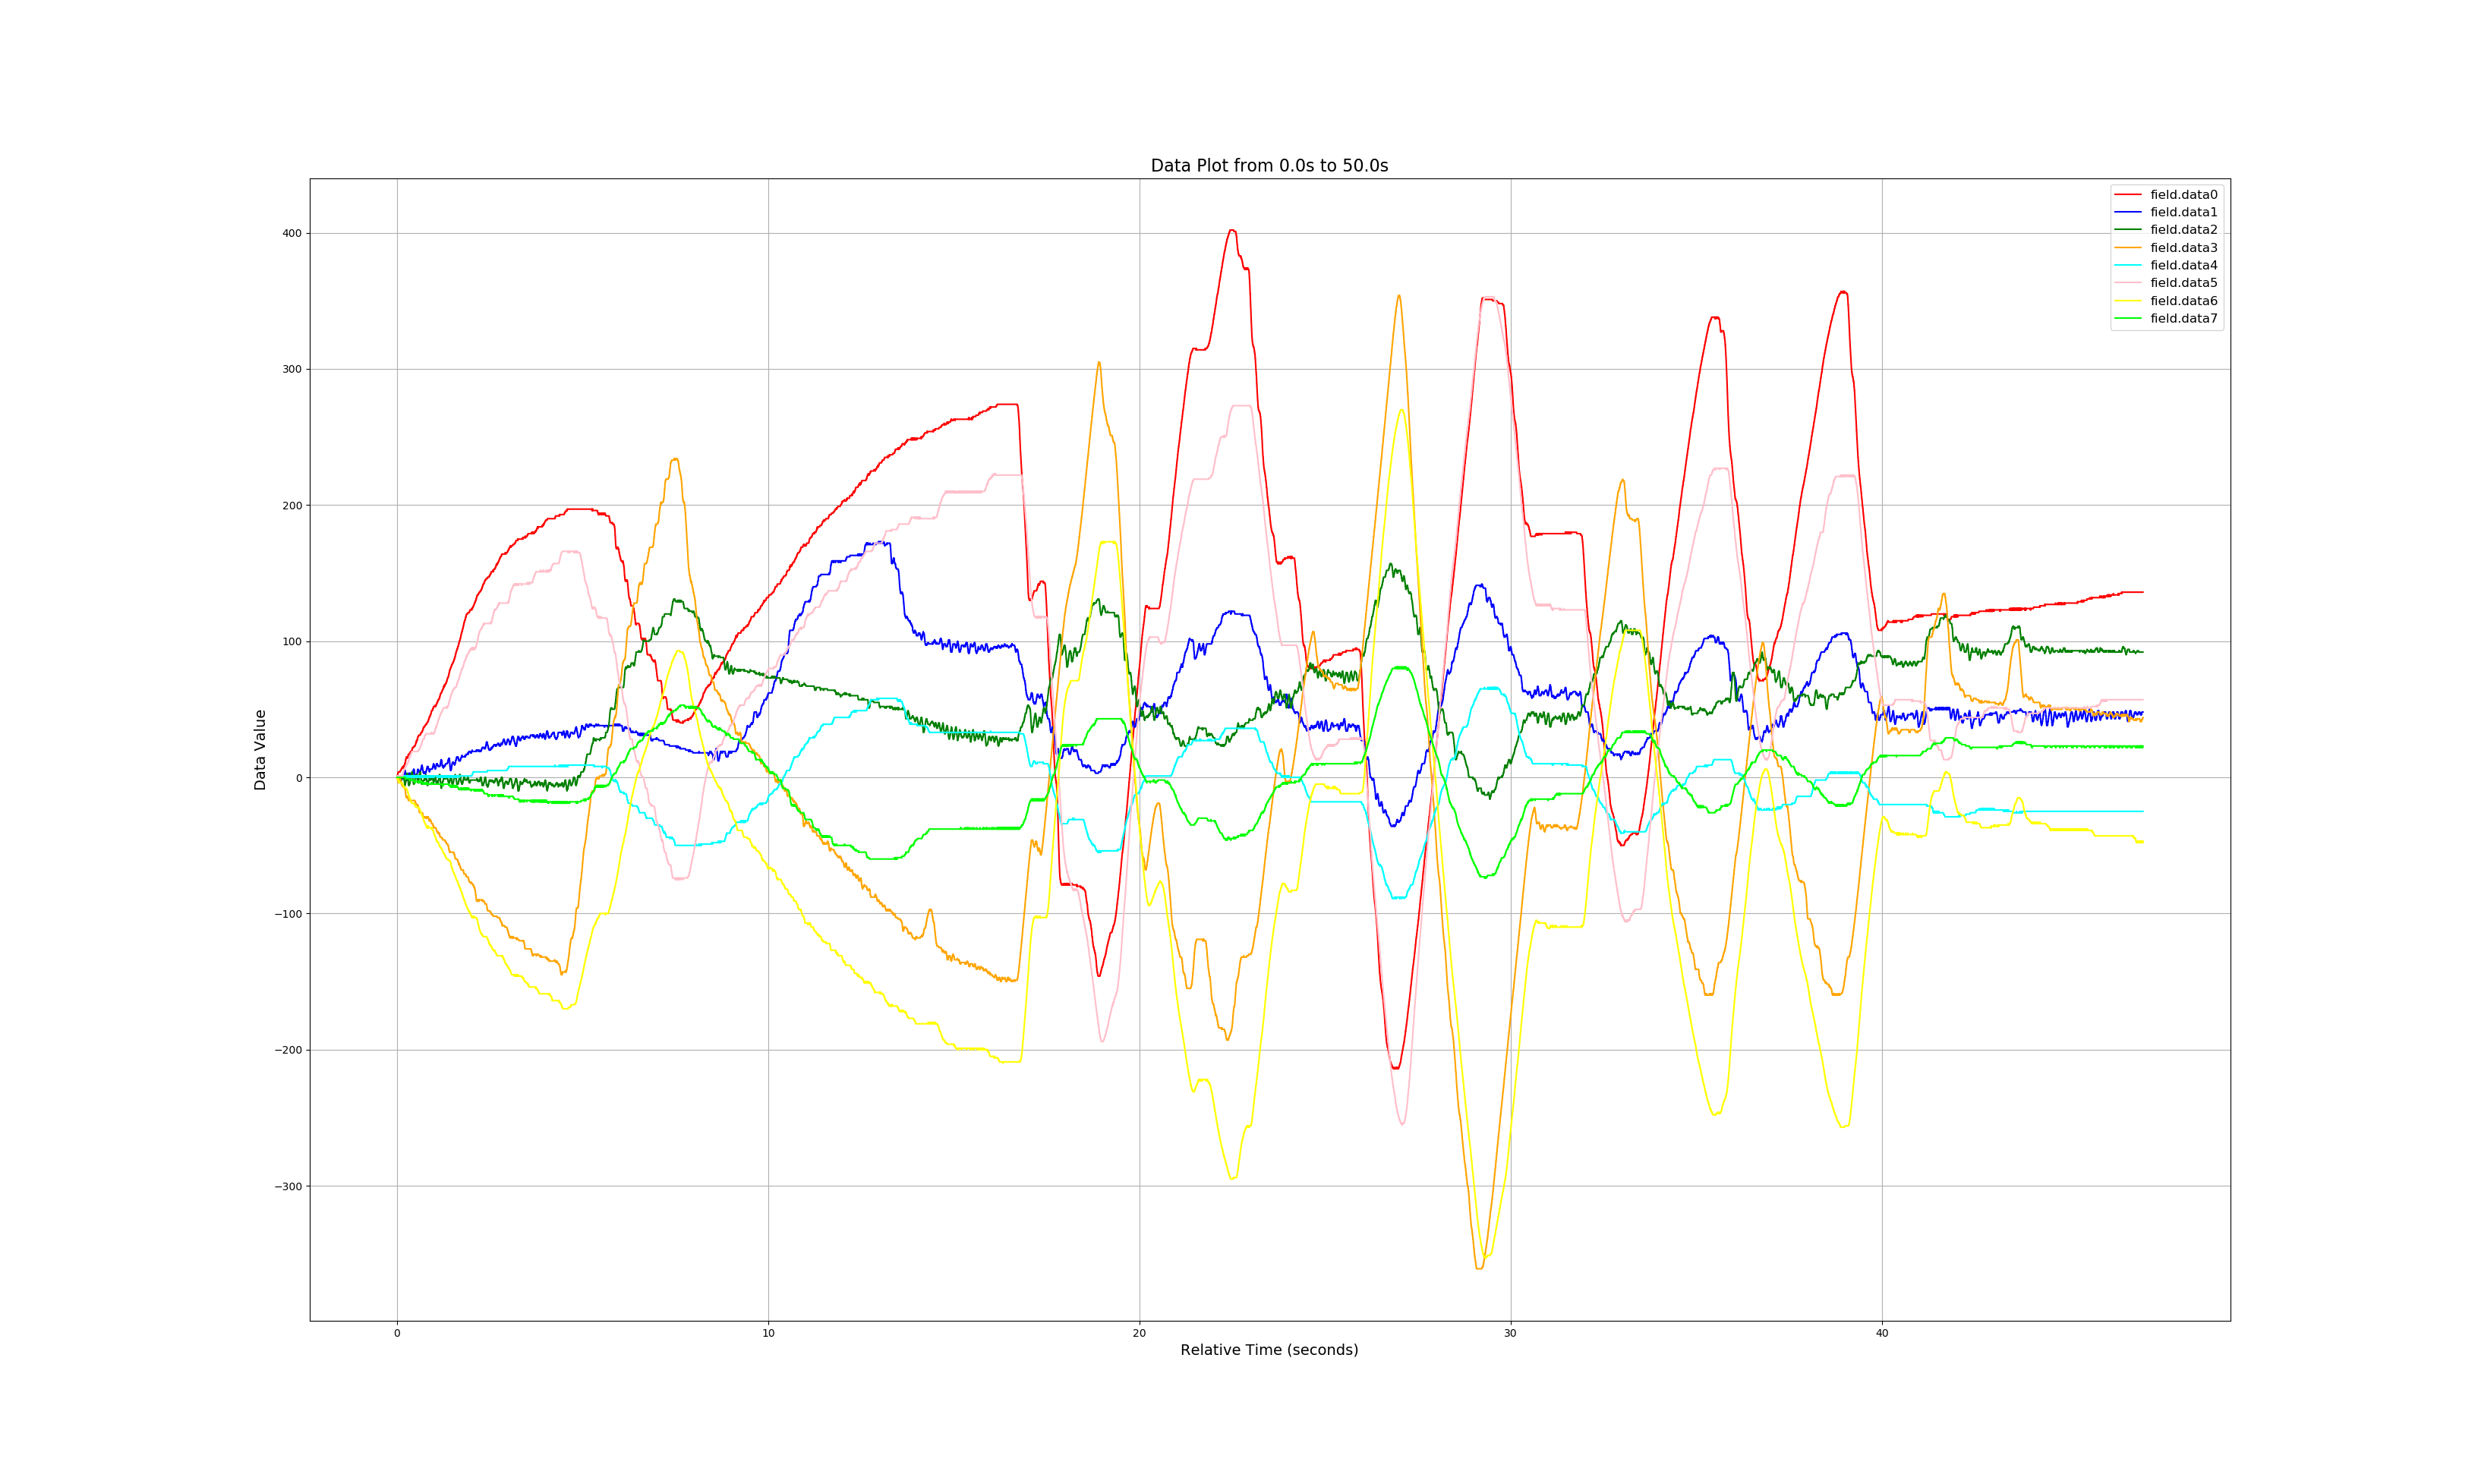 Data Plot from 0.0s to 50.0s
field.data0
field.data1
field.data2
field.data3
field.data4
field.data5
field.data6
field.data7
400
300
200
100
0
−100
−200
−300
Data Value
0 10 20 30 40
Relative Time (seconds)